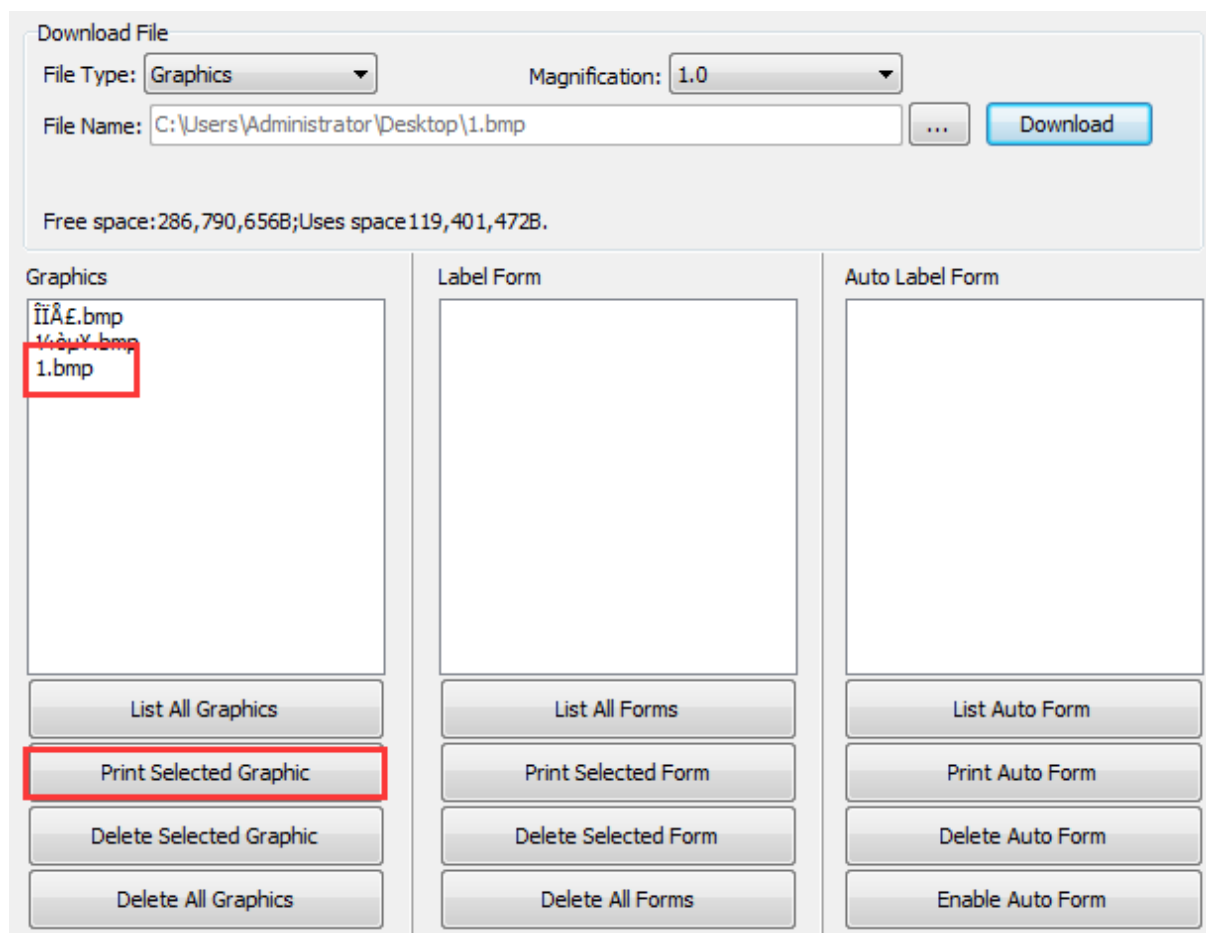 Download File
File Type: Graphics Magnification: 1.0
File Name: C:\Users\Administrator\Desktop\1.bmp ... Download
Free space:286,790,656B;Uses space119,401,472B.
Graphics
ÎÏÅ£.bmp
¼òµ¥.bmp
1.bmp
List All Graphics
Print Selected Graphic
Delete Selected Graphic
Delete All Graphics
Label Form
List All Forms
Print Selected Form
Delete Selected Form
Delete All Forms
Auto Label Form
List Auto Form
Print Auto Form
Delete Auto Form
Enable Auto Form